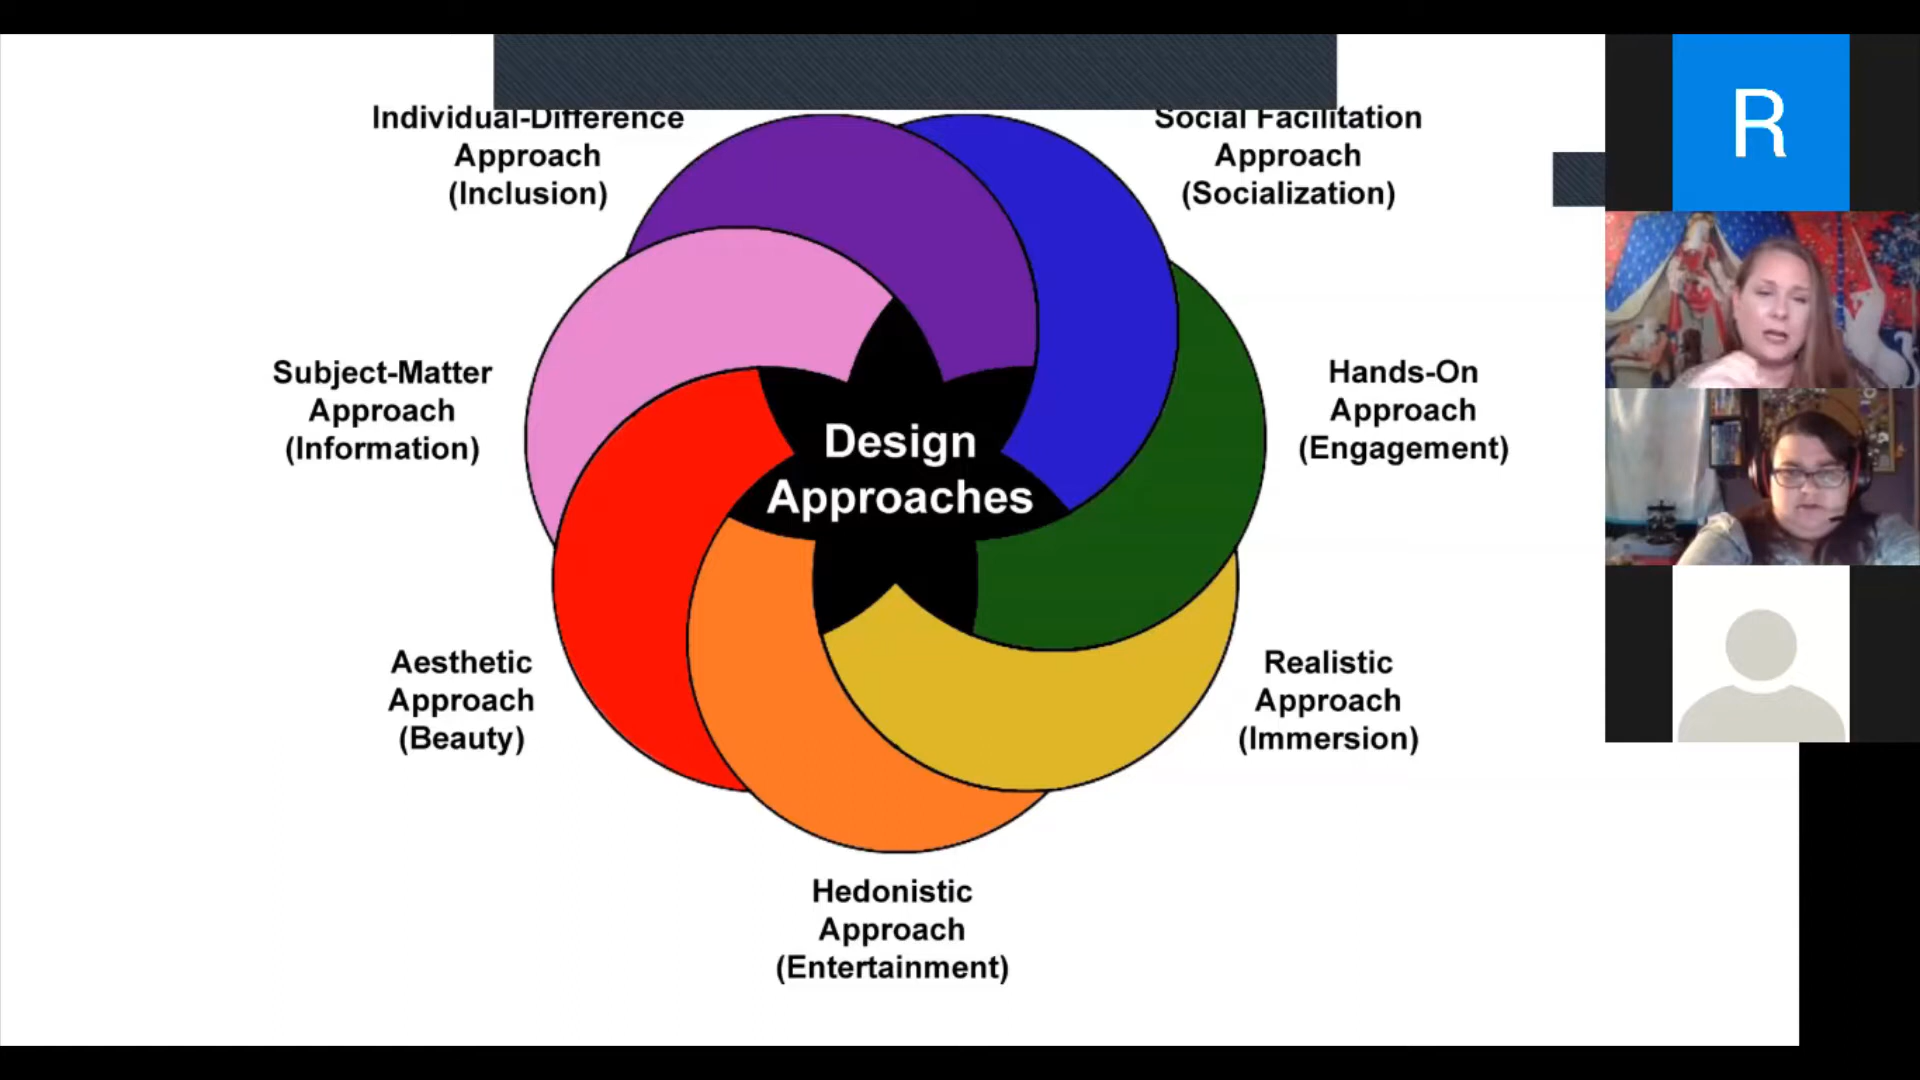 Individual-Difference
Approach
(Inclusion)
Social Facilitation
Approach
(Socialization)
Subject-Matter
Approach
(Information)
Design
Approaches
Hands-On
Approach
(Engagement)
Aesthetic
Approach
(Beauty)
Realistic
Approach
(Immersion)
Hedonistic
Approach
(Entertainment)
R